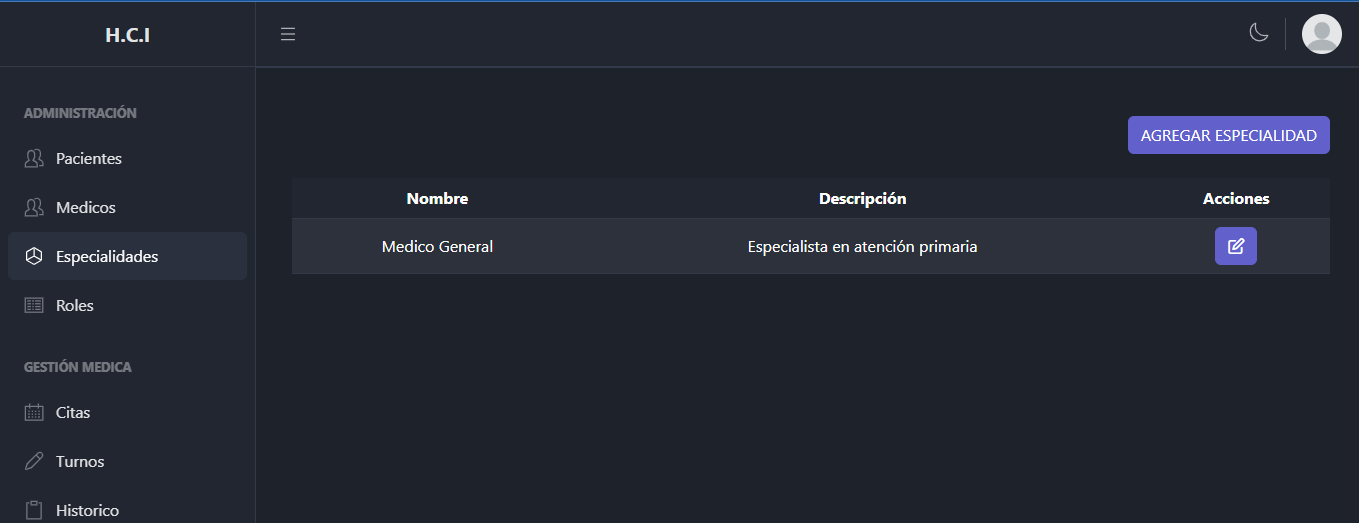 H.C.I
ADMINISTRACIÓN
Pacientes
Medicos
Especialidades
Roles
GESTIÓN MEDICA
Citas
Turnos
Historico
AGREGAR ESPECIALIDAD
Nombre Descripción Acciones
Medico General Especialista en atención primaria